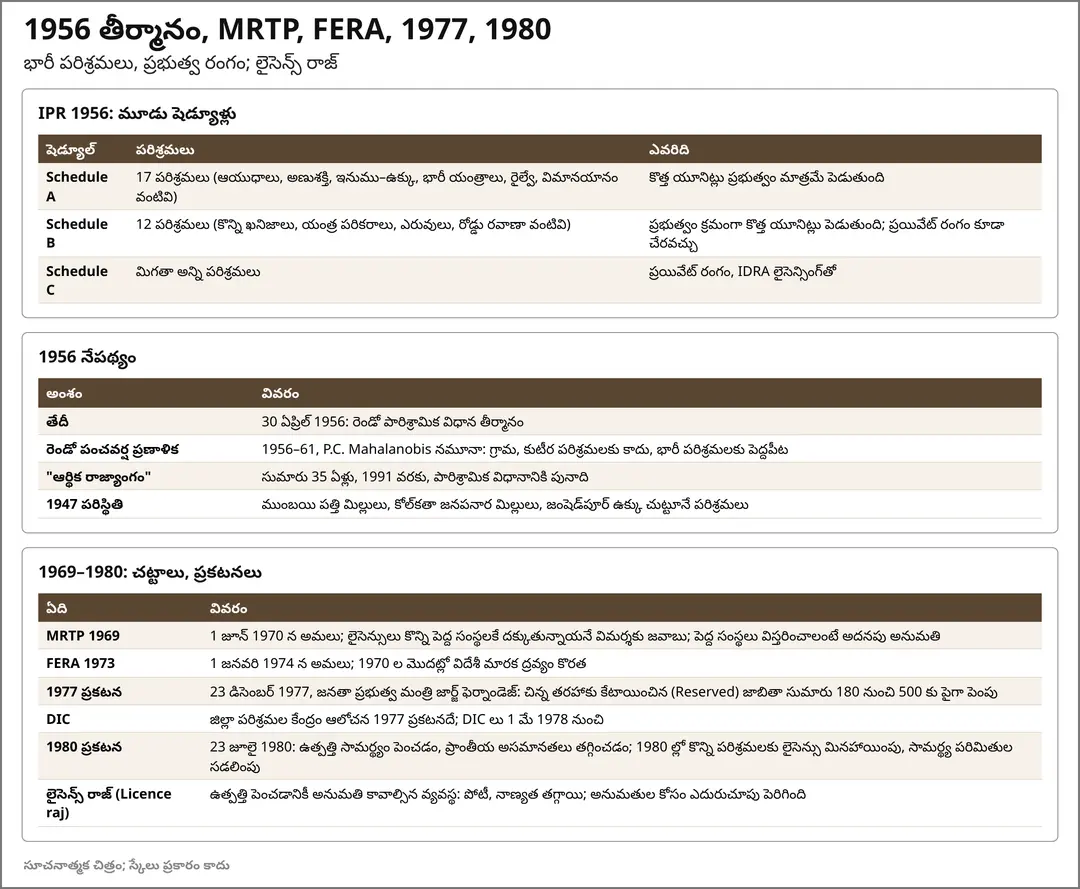 1956 తీర్మానం, MRTP, FERA, 1977, 1980
భారీ పరిశ్రమలు, ప్రభుత్వ రంగం; లైసెన్స్ రాజ్
IPR 1956: మూడు షెడ్యూళ్లు
షెడ్యూల్ పరిశ్రమలు ఎవరిది
Schedule A 17 పరిశ్రమలు (ఆయుధాలు, అణుశక్తి, ఇనుము–ఉక్కు, భారీ యంత్రాలు, రైల్వే, విమానయానం వంటివి) కొత్త యూనిట్లు ప్రభుత్వం మాత్రమే పెడుతుంది
Schedule B 12 పరిశ్రమలు (కొన్ని ఖనిజాలు, యంత్ర పరికరాలు, ఎరువులు, రోడ్డు రవాణా వంటివి) ప్రభుత్వం క్రమంగా కొత్త యూనిట్లు పెడుతుంది; ప్రయివేట్ రంగం కూడా చేరవచ్చు
Schedule C మిగతా అన్ని పరిశ్రమలు ప్రయివేట్ రంగం, IDRA లైసెన్సింగ్‌తో
1956 నేపథ్యం
అంశం వివరం
తేదీ 30 ఏప్రిల్ 1956: రెండో పారిశ్రామిక విధాన తీర్మానం
రెండో పంచవర్ష ప్రణాళిక 1956–61, P.C. Mahalanobis నమూనా: గ్రామ, కుటీర పరిశ్రమలకు కాదు, భారీ పరిశ్రమలకు పెద్దపీట
"ఆర్థిక రాజ్యాంగం" సుమారు 35 ఏళ్లు, 1991 వరకు, పారిశ్రామిక విధానానికి పునాది
1947 పరిస్థితి ముంబయి పత్తి మిల్లులు, కోల్‌కతా జనపనార మిల్లులు, జంషెడ్‌పూర్ ఉక్కు చుట్టూనే పరిశ్రమలు
1969–1980: చట్టాలు, ప్రకటనలు
ఏది వివరం
MRTP 1969 1 జూన్ 1970 న అమలు; లైసెన్సులు కొన్ని పెద్ద సంస్థలకే దక్కుతున్నాయనే విమర్శకు జవాబు; పెద్ద సంస్థలు విస్తరించాలంటే అదనపు అనుమతి
FERA 1973 1 జనవరి 1974 న అమలు; 1970 ల మొదట్లో విదేశీ మారక ద్రవ్యం కొరత
1977 ప్రకటన 23 డిసెంబర్ 1977, జనతా ప్రభుత్వ మంత్రి జార్జ్ ఫెర్నాండెజ్: చిన్న తరహాకు కేటాయించిన (Reserved) జాబితా సుమారు 180 నుంచి 500 కు పైగా పెంపు
DIC జిల్లా పరిశ్రమల కేంద్రం ఆలోచన 1977 ప్రకటనదే; DIC లు 1 మే 1978 నుంచి
1980 ప్రకటన 23 జూలై 1980: ఉత్పత్తి సామర్థ్యం పెంచడం, ప్రాంతీయ అసమానతలు తగ్గించడం; 1980 ల్లో కొన్ని పరిశ్రమలకు లైసెన్సు మినహాయింపు, సామర్థ్య పరిమితుల సడలింపు
లైసెన్స్ రాజ్ (Licence raj) ఉత్పత్తి పెంచడానికీ అనుమతి కావాల్సిన వ్యవస్థ: పోటీ, నాణ్యత తగ్గాయి; అనుమతుల కోసం ఎదురుచూపు పెరిగింది
సూచనాత్మక చిత్రం; స్కేలు ప్రకారం కాదు